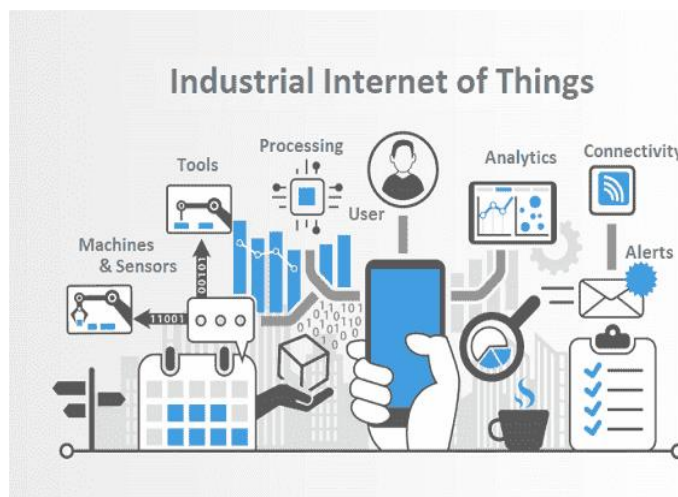 Industrial Internet of Things
Processing
Tools
User
Analytics
Connectivity
Machines
& Sensors
Alerts
00101
11001